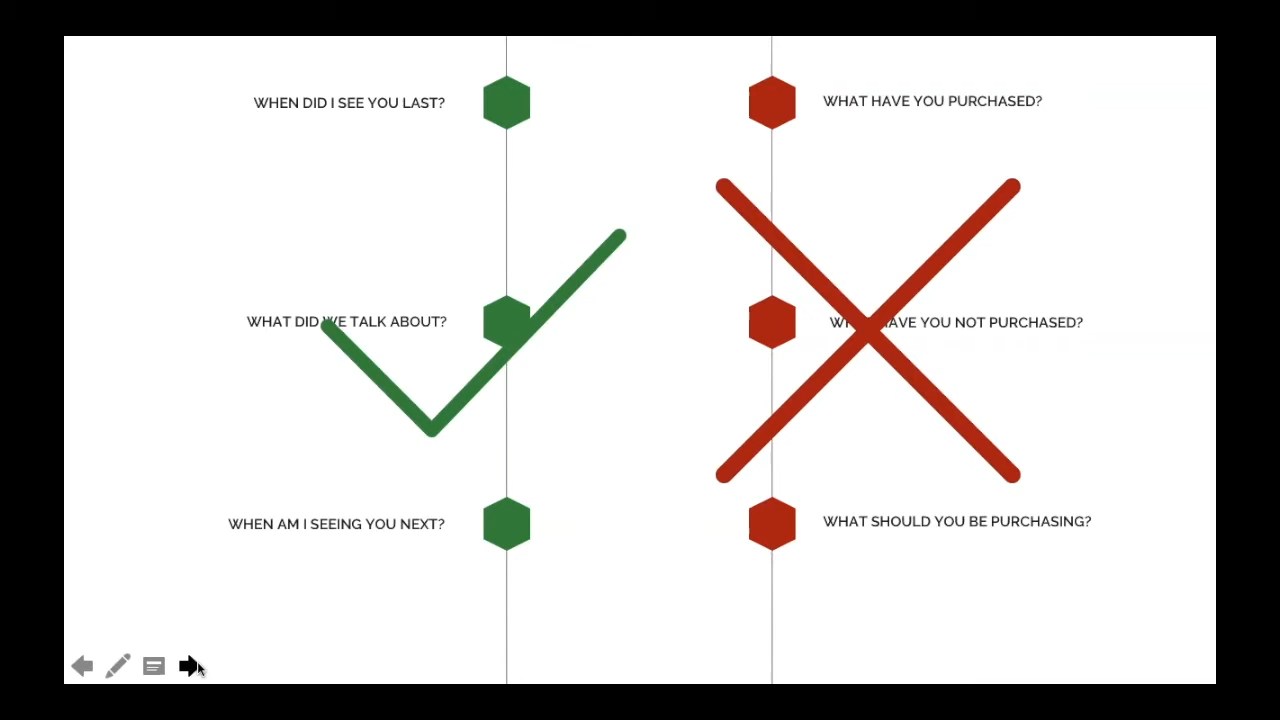 WHEN DID I SEE YOU LAST?
WHAT HAVE YOU PURCHASED?
WHAT DID WE TALK ABOUT?
WHAT HAVE YOU NOT PURCHASED?
WHEN AM I SEEING YOU NEXT?
WHAT SHOULD YOU BE PURCHASING?